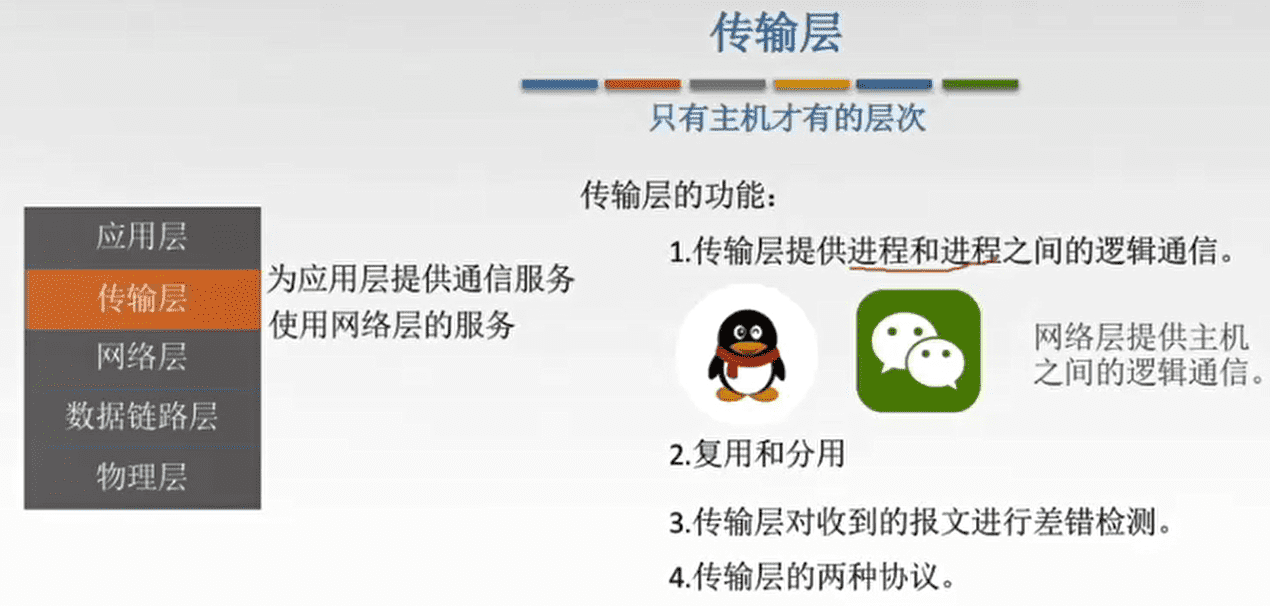 传输层
只有主机才有的层次
应用层
传输层
网络层
数据链路层
物理层
为应用层提供通信服务
使用网络层的服务
传输层的功能：
1.传输层提供进程和进程之间的逻辑通信。
网络层提供主机
之间的逻辑通信。
2.复用和分用
3.传输层对收到的报文进行差错检测。
4.传输层的两种协议。